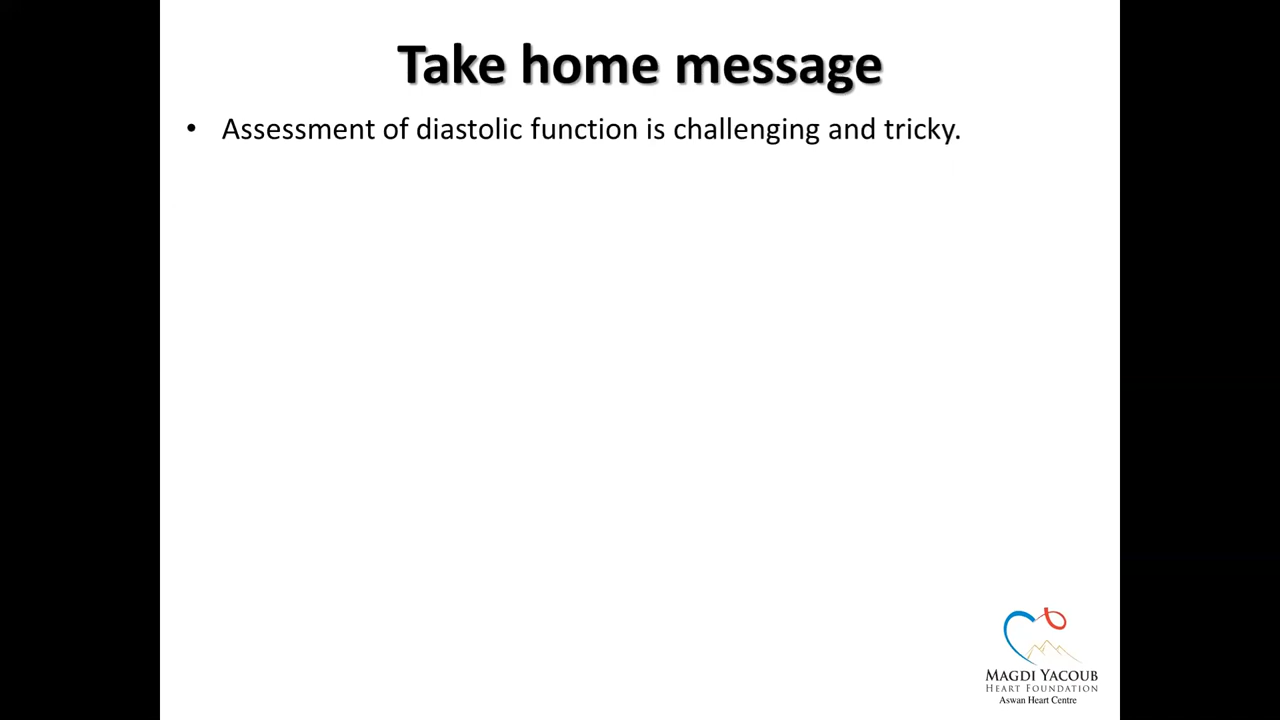 Take home message
• Assessment of diastolic function is challenging and tricky.
MAGDI YACOUB
HEART FOUNDATION
Aswan Heart Centre